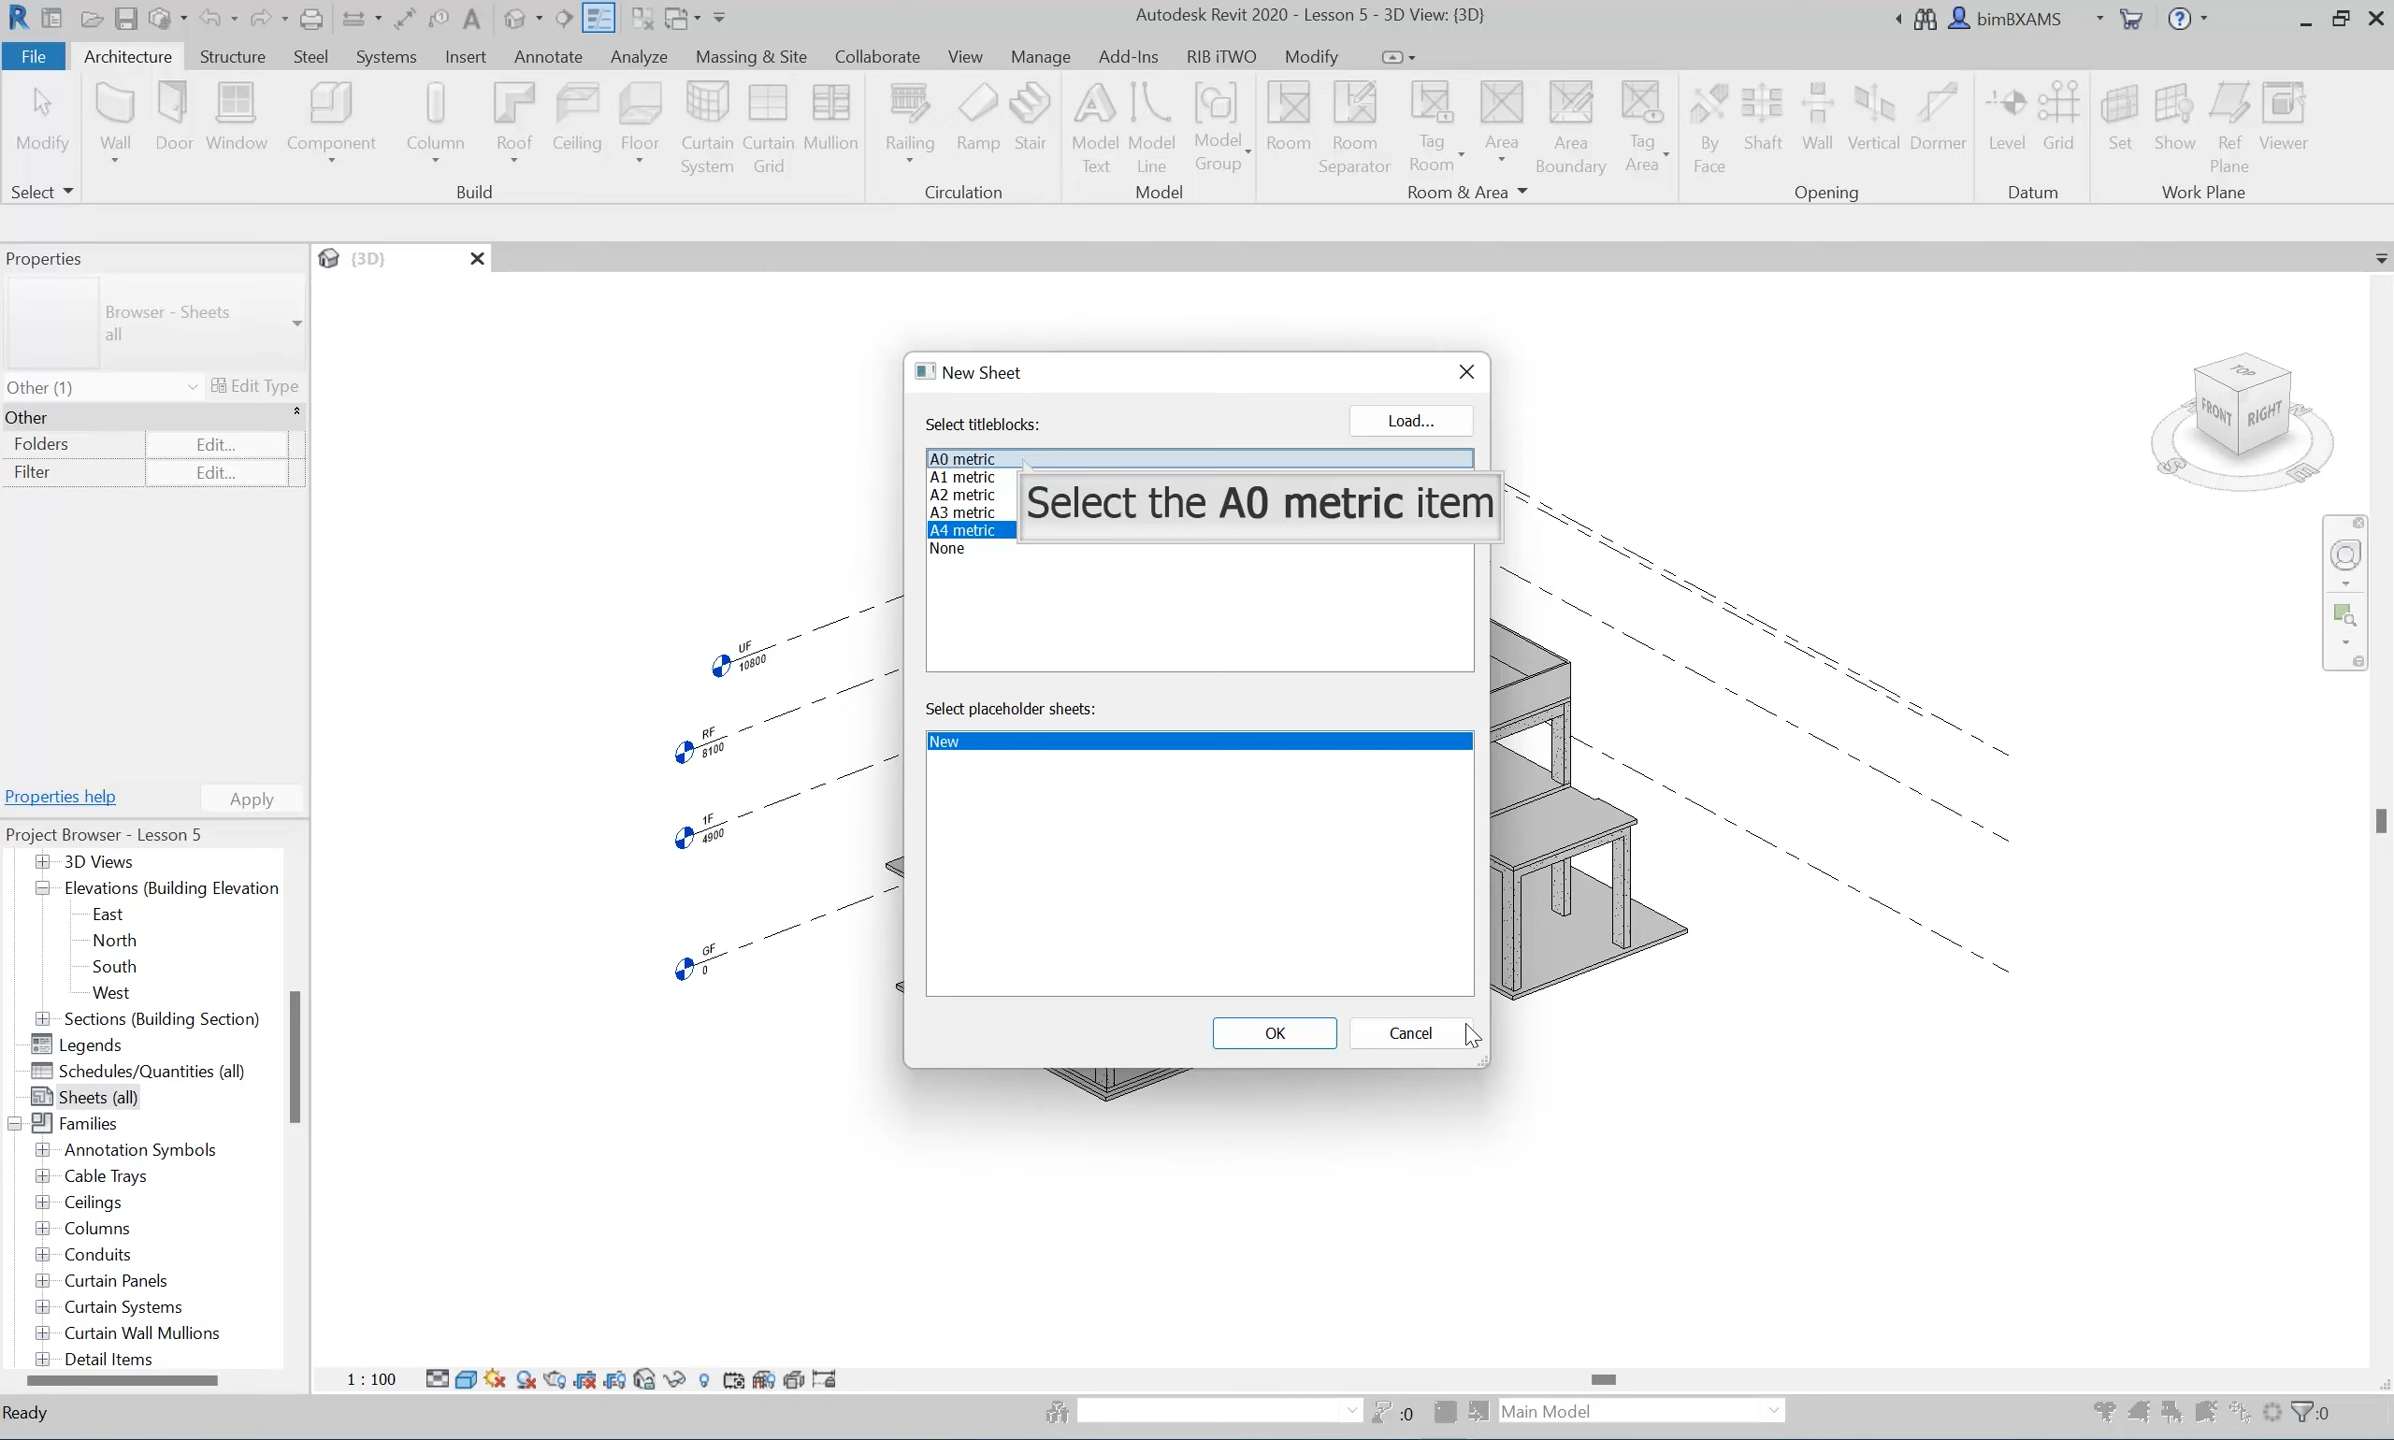 Autodesk Revit 2020 - Lesson 5 - 3D View: {3D}
bimBXAMS
File Architecture Structure Steel Systems Insert Annotate Analyze Massing & Site Collaborate View Manage Add-Ins RIB iTWO Modify
Modify
Wall
Door
Window
Component
Column
Roof
Ceiling
Floor
Curtain System
Curtain Grid
Mullion
Railing
Ramp
Stair
Model Text
Model Line
Model Group
Room
Room Separator
Tag Room
Area
Area Boundary
Tag Area
By Face
Shaft
Wall
Vertical
Dormer
Level
Grid
Set
Show
Ref Plane
Viewer
Select
Build
Circulation
Model
Room & Area
Opening
Datum
Work Plane
Properties
{3D}
Browser - Sheets
all
Other (1)
Edit Type
Other
Folders
Edit...
Filter
Edit...
Properties help
Apply
Project Browser - Lesson 5
3D Views
Elevations (Building Elevation
East
North
South
West
Sections (Building Section)
Legends
Schedules/Quantities (all)
Sheets (all)
Families
Annotation Symbols
Cable Trays
Ceilings
Columns
Conduits
Curtain Panels
Curtain Systems
Curtain Wall Mullions
Detail Items
UF
10800
RF
8100
1F
4900
GF
0
New Sheet
Select titleblocks:
Load...
A0 metric
A1 metric
A2 metric
A3 metric
A4 metric
None
Select the A0 metric item
Select placeholder sheets:
New
OK
Cancel
TOP
FRONT
RIGHT
S
E
1 : 100
Ready
:0
Main Model
:0